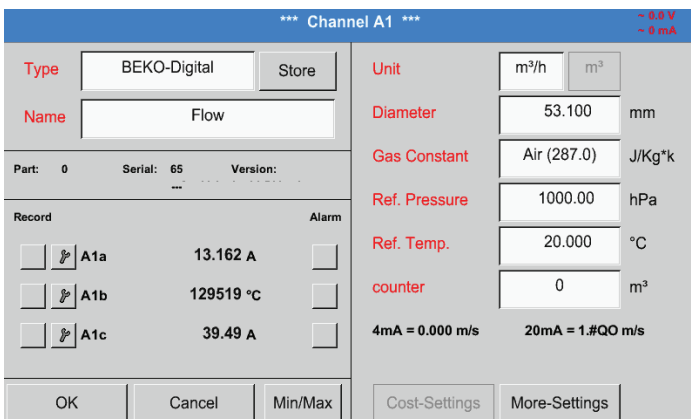 *** Channel A1 ***
~ 0.0 V
~ 0 mA
Type BEKO-Digital Store
Name Flow
Part: 0 Serial: 65 Version:
---
Record Alarm
A1a 13.162 A
A1b 129519 °C
A1c 39.49 A
OK Cancel Min/Max
Unit m³/h m³
Diameter 53.100 mm
Gas Constant Air (287.0) J/Kg*k
Ref. Pressure 1000.00 hPa
Ref. Temp. 20.000 °C
counter 0 m³
4mA = 0.000 m/s 20mA = 1.#QO m/s
Cost-Settings More-Settings